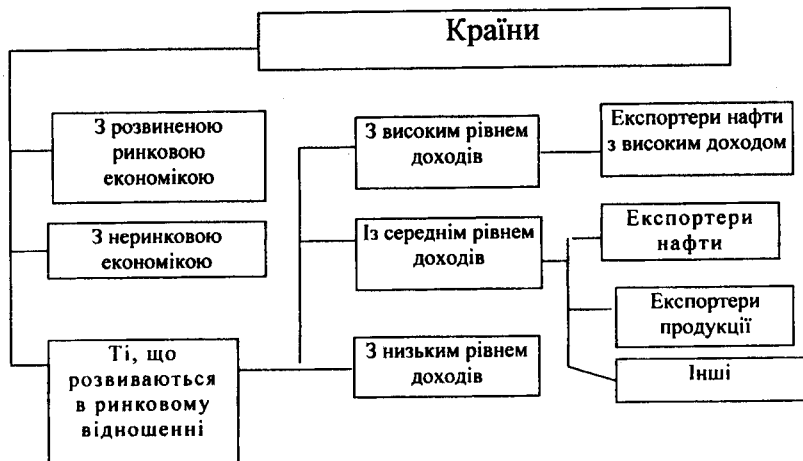 Країни
З розвиненою
ринковою
економікою
З високим рівнем
доходів
Експортери нафти
з високим доходом
З неринковою
економікою
Із середнім рівнем
доходів
Експортери
нафти
Експортери
продукції
Ті, що
розвиваються
в ринковому
відношенні
З низьким рівнем
доходів
Інші